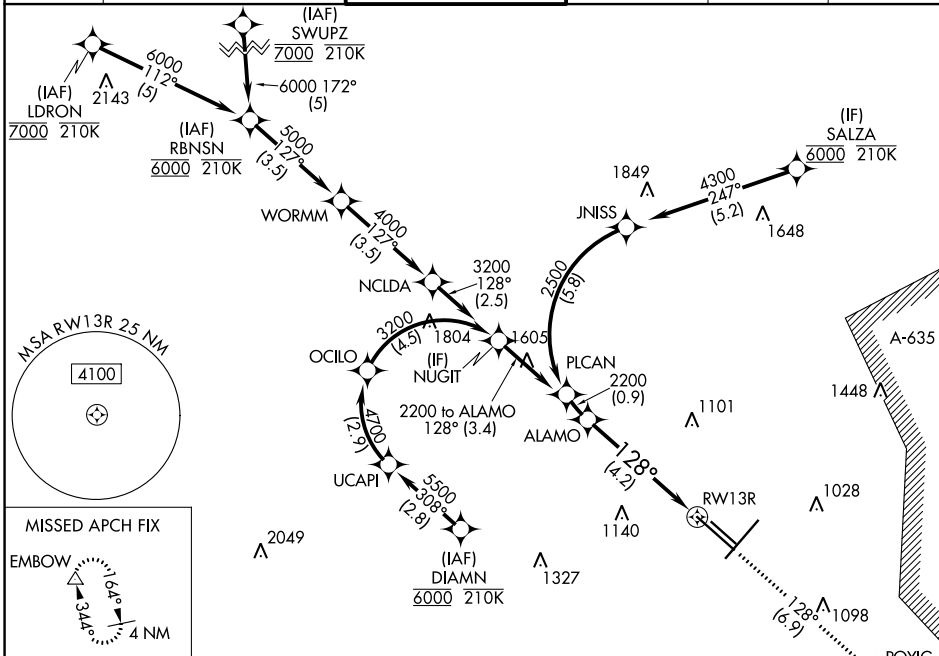 (IAF)
SWUPZ
7000 210K
6000
112°
(5)
(IAF)
LDRON
7000 210K
2143
6000 172°
(5)
(IAF)
RBNSN
6000 210K
5000
127°
(3.5)
(IF)
SALZA
6000 210K
1849
4300
247°
(5.2)
1648
WORMM
4000
127°
(3.5)
JNISS
2500
(5.8)
NCLDA
3200
128°
(2.5)
MSA RW13R 25 NM
4100
OCILO
3200
(4.5)
1804
(IF)
NUGIT
1605
PLCAN
2200
(0.9)
A-635
1448
2200 to ALAMO
128° (3.4)
ALAMO
1101
4700
(2.9)
UCAPI
128°
(4.2)
RW13R
5500
308°
(2.8)
1028
1140
MISSED APCH FIX
EMBOW
164°
344°
4 NM
2049
(IAF)
DIAMN
6000 210K
1327
128°
(6.9)
1098